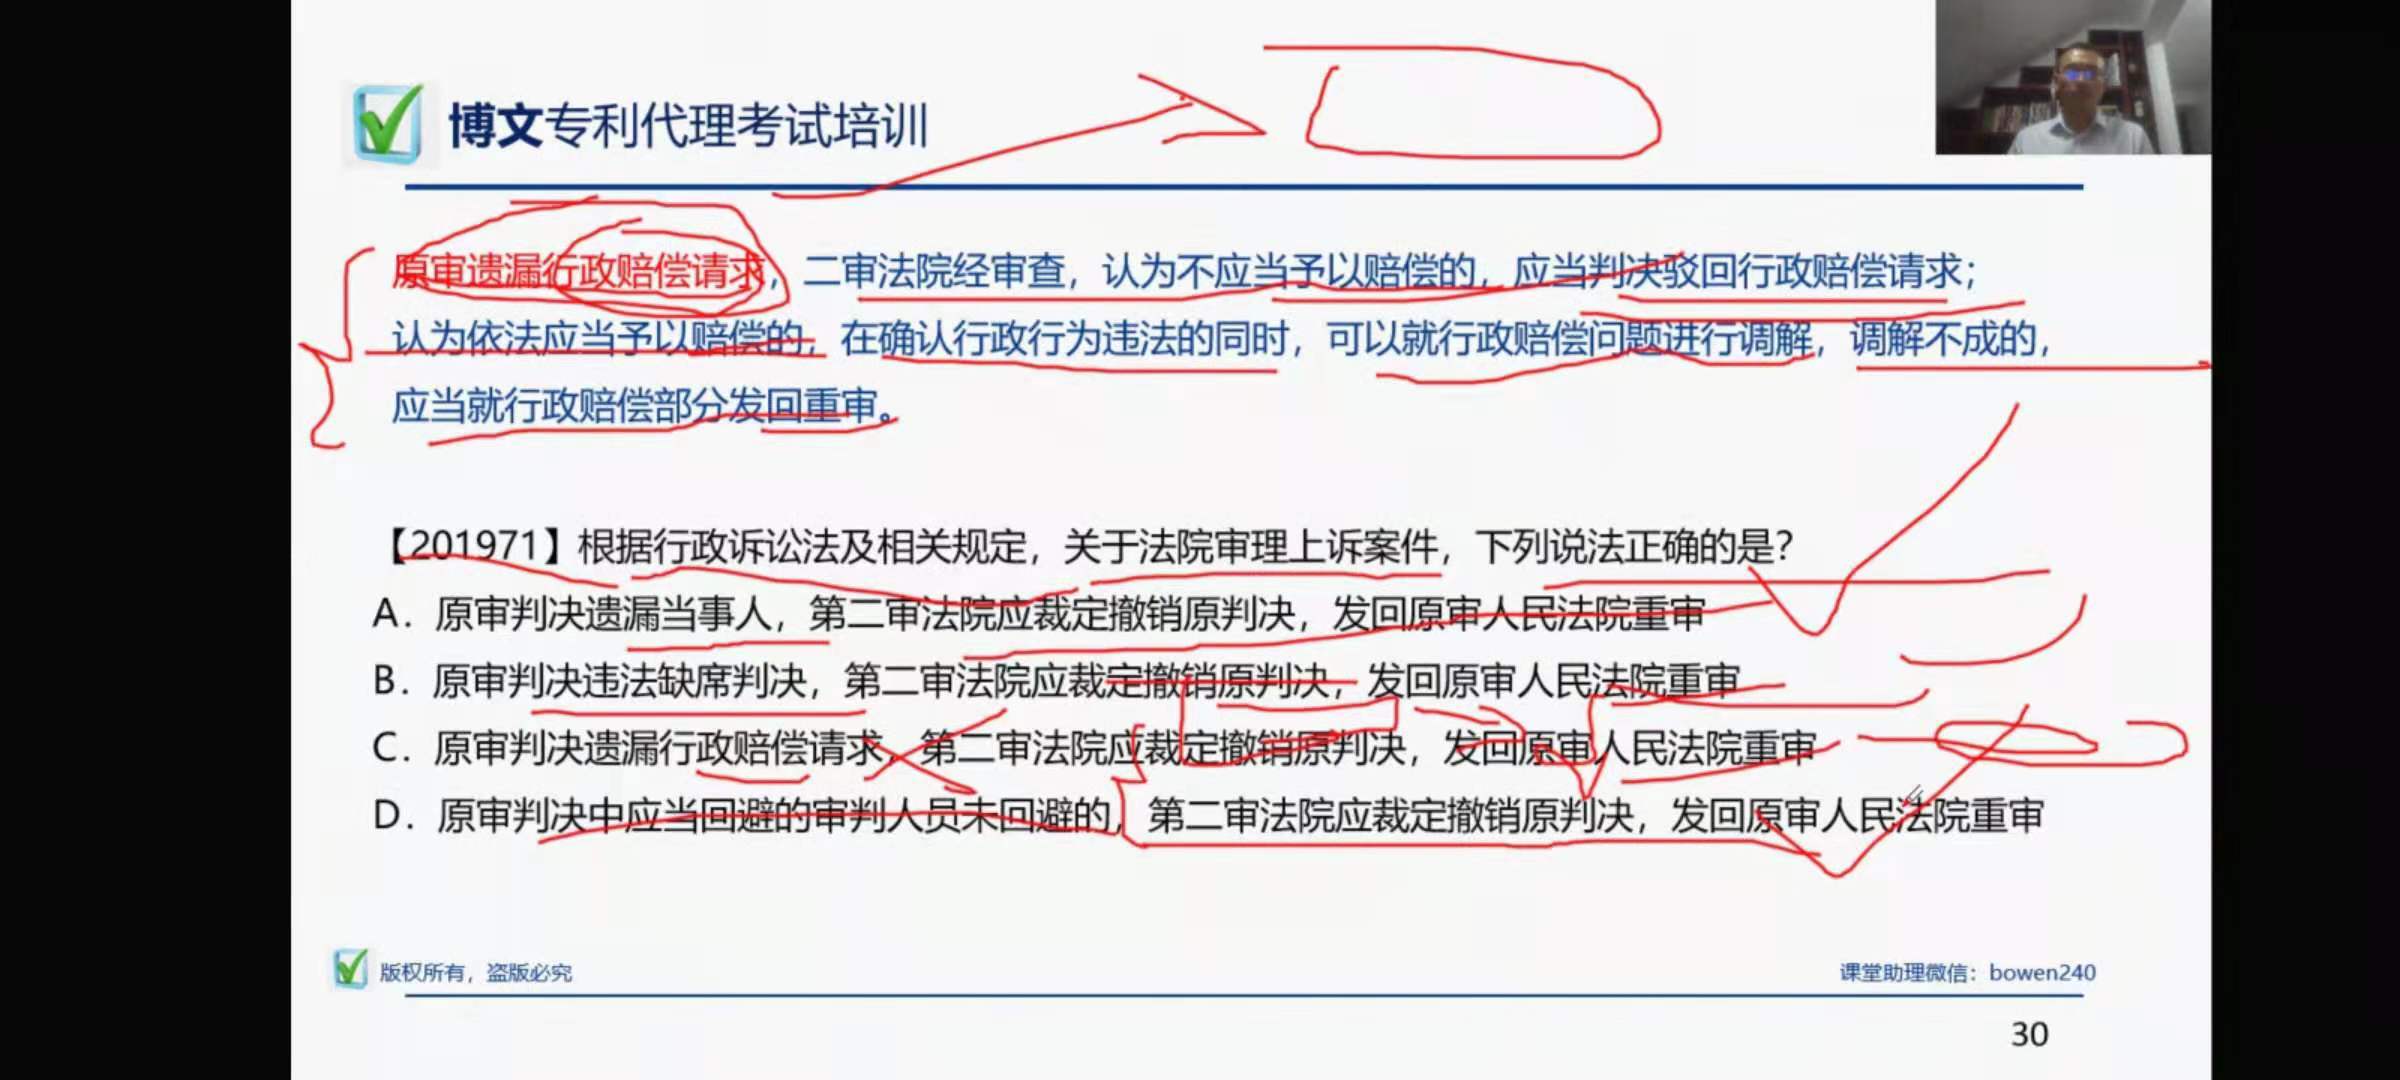 博文专利代理考试培训
原审遗漏行政赔偿请求，二审法院经审查，认为不应当予以赔偿的，应当判决驳回行政赔偿请求；
认为依法应当予以赔偿的，在确认行政行为违法的同时，可以就行政赔偿问题进行调解，调解不成的，
应当就行政赔偿部分发回重审。
【201971】根据行政诉讼法及相关规定，关于法院审理上诉案件，下列说法正确的是？
A．原审判决遗漏当事人，第二审法院应裁定撤销原判决，发回原审人民法院重审
B．原审判决违法缺席判决，第二审法院应裁定撤销原判决，发回原审人民法院重审
C．原审判决遗漏行政赔偿请求，第二审法院应裁定撤销原判决，发回原审人民法院重审
D．原审判决中应当回避的审判人员未回避的，第二审法院应裁定撤销原判决，发回原审人民法院重审
版权所有，盗版必究
课堂助理微信：bowen240
30